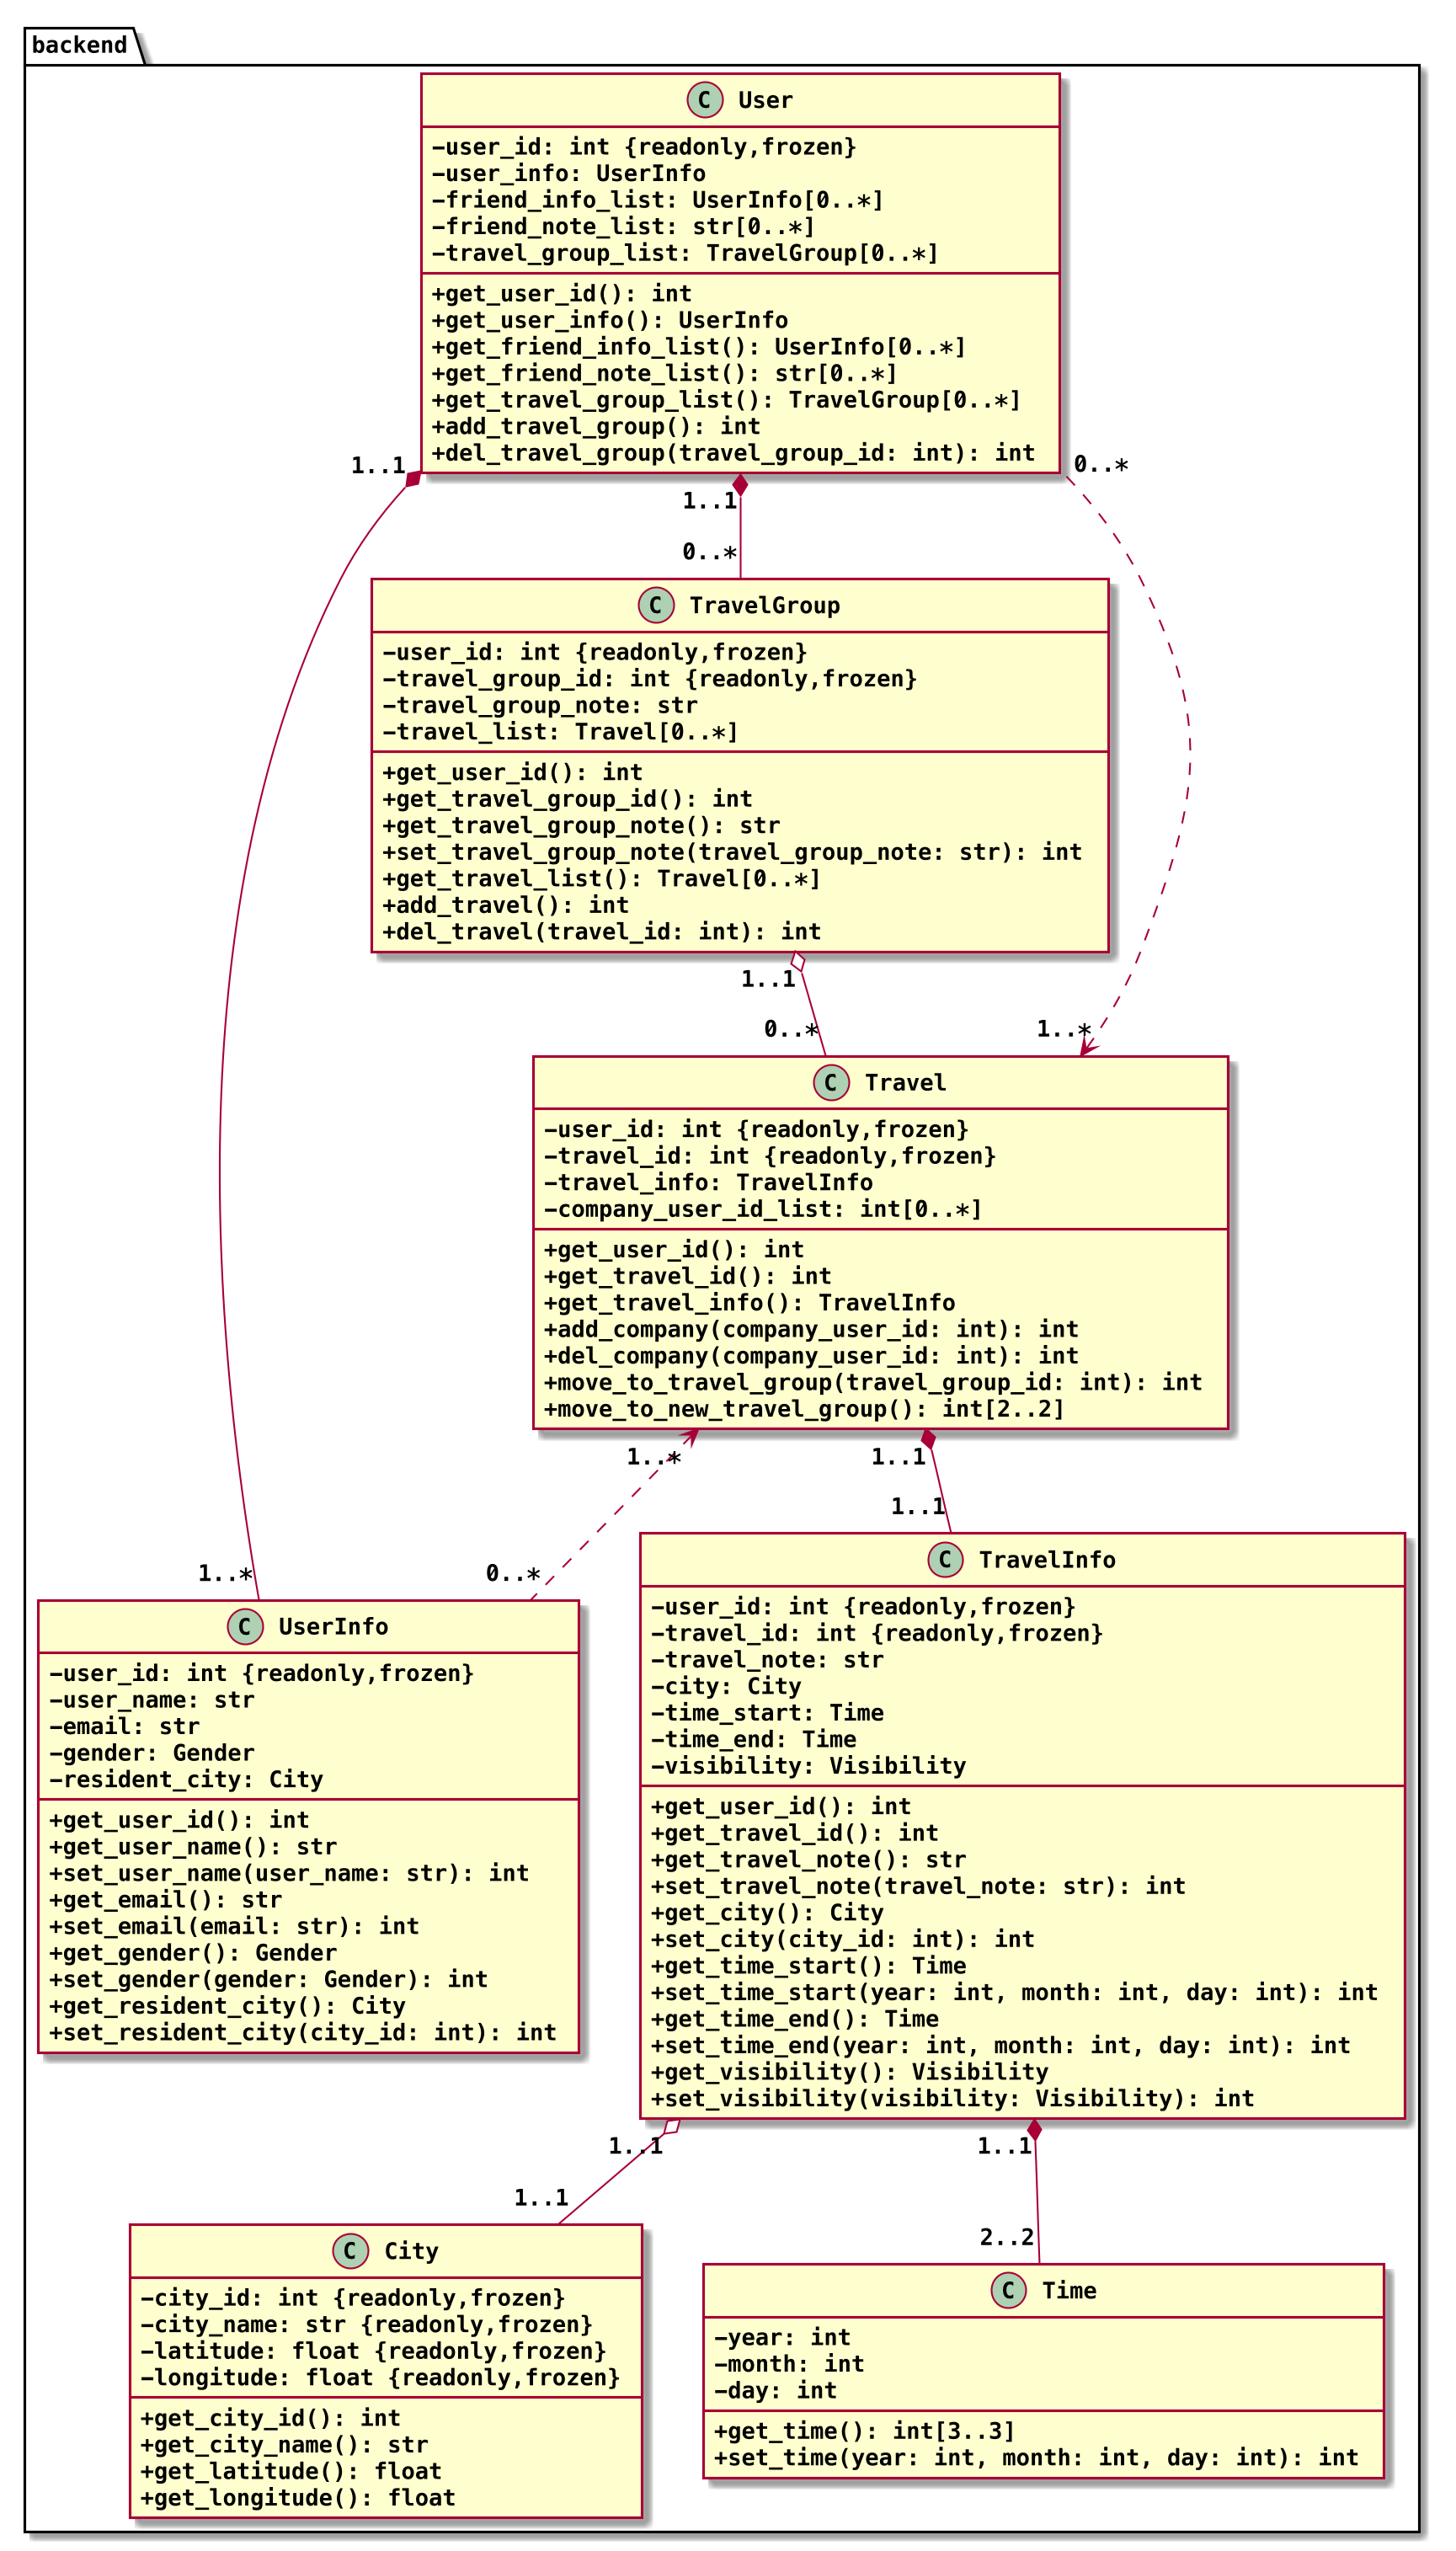 backend
C User
-user_id: int {readonly,frozen}
-user_info: UserInfo
-friend_info_list: UserInfo[0..*]
-friend_note_list: str[0..*]
-travel_group_list: TravelGroup[0..*]
+get_user_id(): int
+get_user_info(): UserInfo
+get_friend_info_list(): UserInfo[0..*]
+get_friend_note_list(): str[0..*]
+get_travel_group_list(): TravelGroup[0..*]
+add_travel_group(): int
+del_travel_group(travel_group_id: int): int
1..1
0..*
1..1
0..*
C TravelGroup
-user_id: int {readonly,frozen}
-travel_group_id: int {readonly,frozen}
-travel_group_note: str
-travel_list: Travel[0..*]
+get_user_id(): int
+get_travel_group_id(): int
+get_travel_group_note(): str
+set_travel_group_note(travel_group_note: str): int
+get_travel_list(): Travel[0..*]
+add_travel(): int
+del_travel(travel_id: int): int
1..1
0..*
1..*
C Travel
-user_id: int {readonly,frozen}
-travel_id: int {readonly,frozen}
-travel_info: TravelInfo
-company_user_id_list: int[0..*]
+get_user_id(): int
+get_travel_id(): int
+get_travel_info(): TravelInfo
+add_company(company_user_id: int): int
+del_company(company_user_id: int): int
+move_to_travel_group(travel_group_id: int): int
+move_to_new_travel_group(): int[2..2]
1..*
1..1
1..1
1..*
0..*
C UserInfo
-user_id: int {readonly,frozen}
-user_name: str
-email: str
-gender: Gender
-resident_city: City
+get_user_id(): int
+get_user_name(): str
+set_user_name(user_name: str): int
+get_email(): str
+set_email(email: str): int
+get_gender(): Gender
+set_gender(gender: Gender): int
+get_resident_city(): City
+set_resident_city(city_id: int): int
C TravelInfo
-user_id: int {readonly,frozen}
-travel_id: int {readonly,frozen}
-travel_note: str
-city: City
-time_start: Time
-time_end: Time
-visibility: Visibility
+get_user_id(): int
+get_travel_id(): int
+get_travel_note(): str
+set_travel_note(travel_note: str): int
+get_city(): City
+set_city(city_id: int): int
+get_time_start(): Time
+set_time_start(year: int, month: int, day: int): int
+get_time_end(): Time
+set_time_end(year: int, month: int, day: int): int
+get_visibility(): Visibility
+set_visibility(visibility: Visibility): int
1..1
1..1
1..1
2..2
C City
-city_id: int {readonly,frozen}
-city_name: str {readonly,frozen}
-latitude: float {readonly,frozen}
-longitude: float {readonly,frozen}
+get_city_id(): int
+get_city_name(): str
+get_latitude(): float
+get_longitude(): float
C Time
-year: int
-month: int
-day: int
+get_time(): int[3..3]
+set_time(year: int, month: int, day: int): int